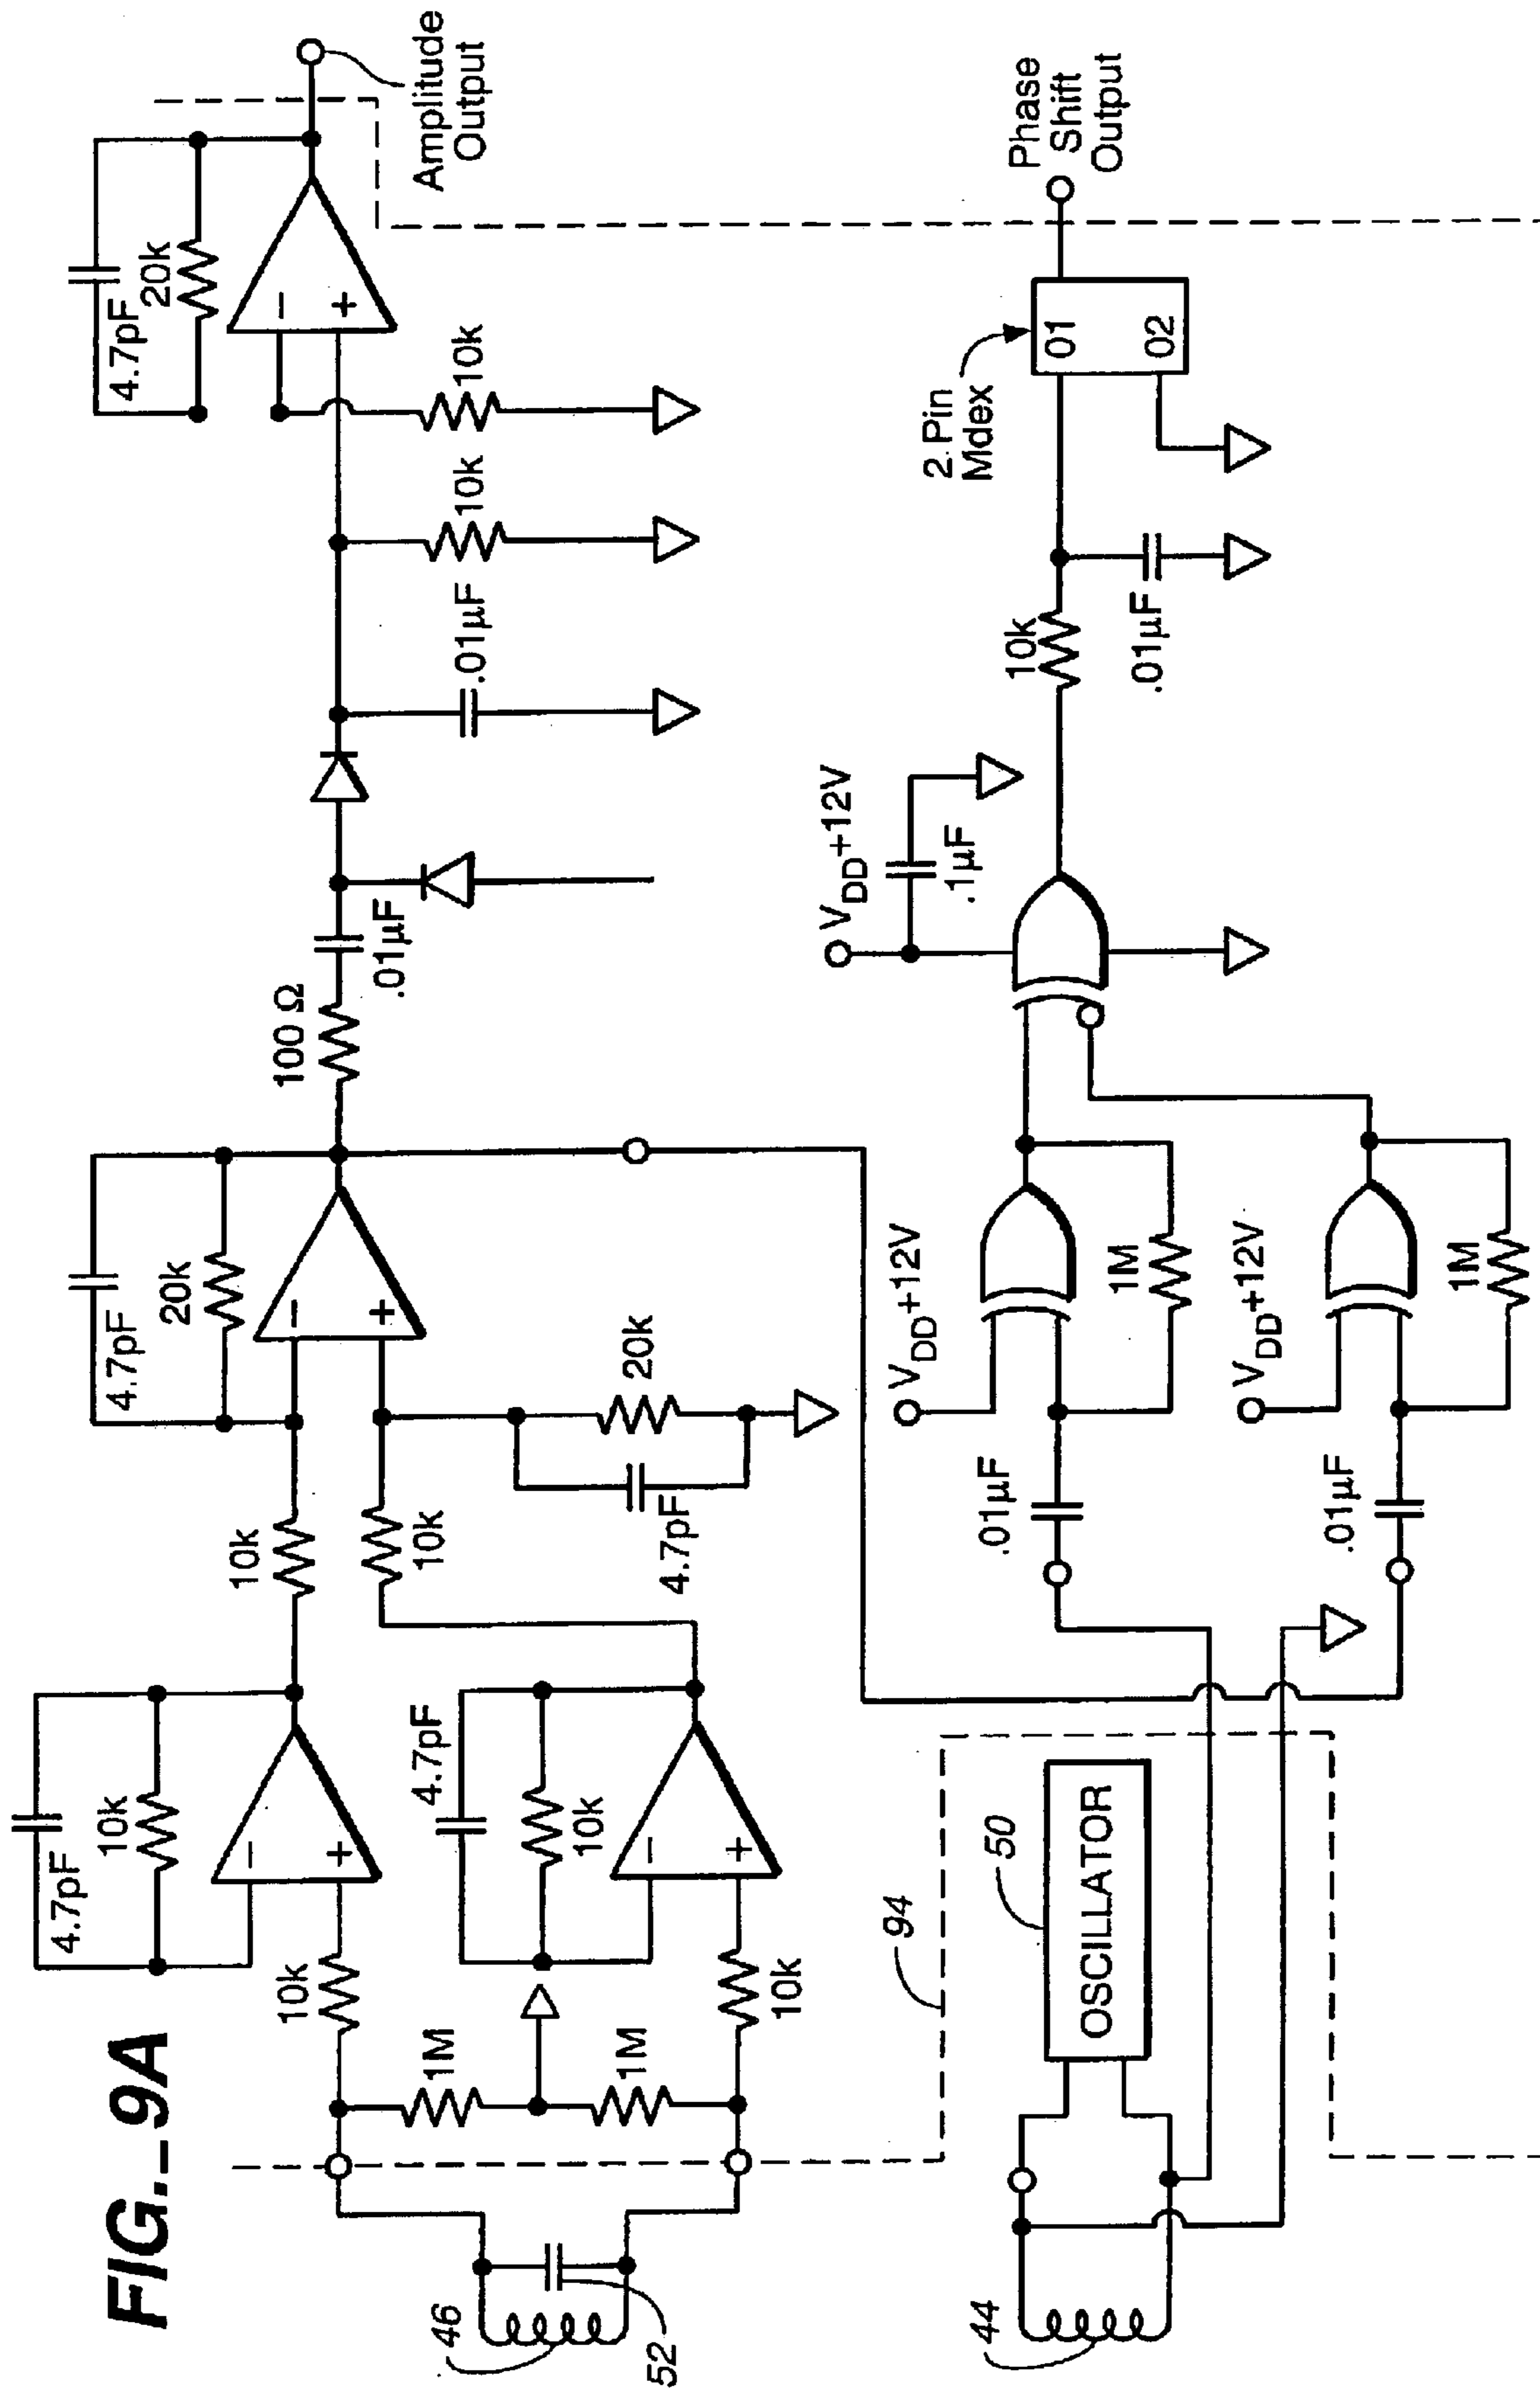 FIG._9A
4.7pF
10k
10k
1M
1M
10k
4.7pF
10k
46
52
10k
10k
4.7pF
20k
4.7pF
20k
100 Ω
.01µF
.01µF
10k
10k
4.7pF
20k
Amplitude
Output
94
50
OSCILLATOR
44
.01µF
VDD+12V
1M
.01µF
VDD+12V
1M
VDD+12V
.1µF
10k
.01µF
2 Pin
Mdex
01
02
Phase
Shift
Output